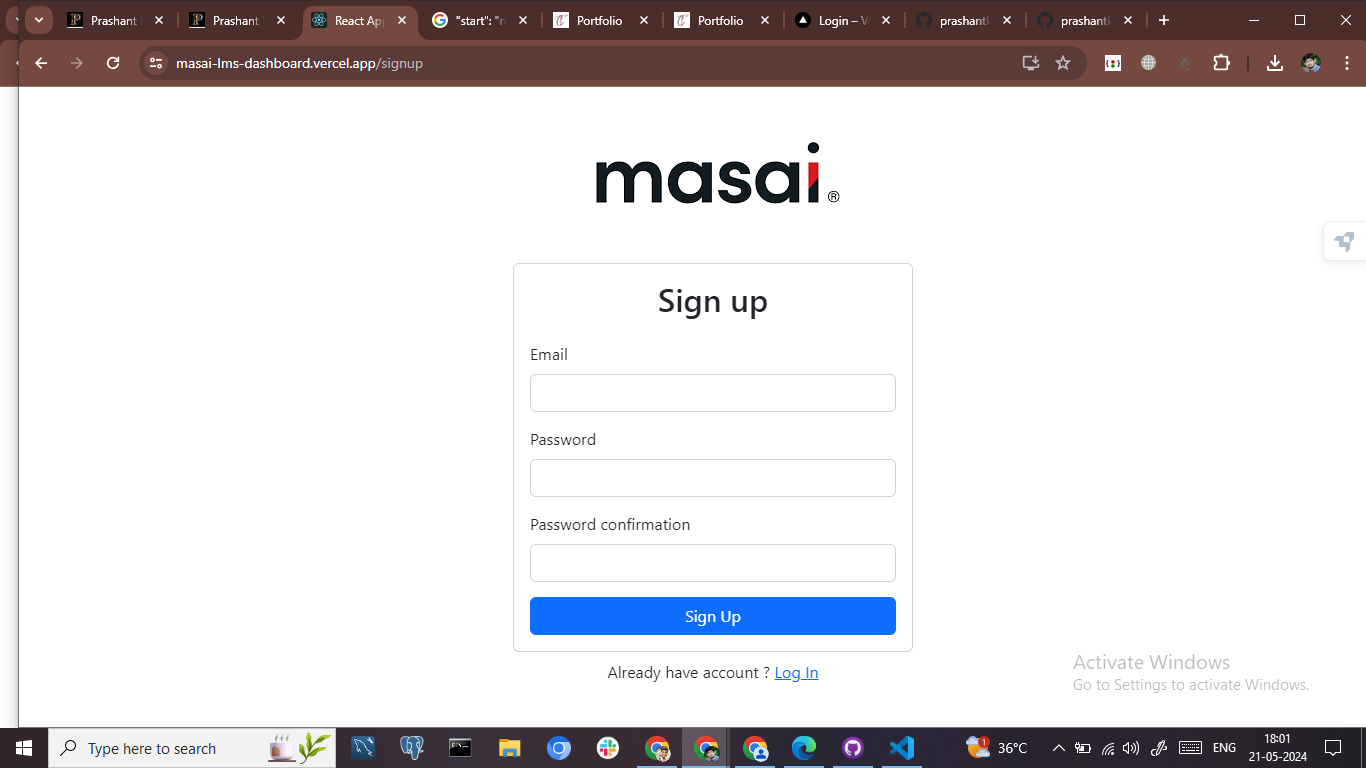 Prashant
Prashant
React App
"start": "re
Portfolio
Portfolio
Login – V
prashantk
prashantk
masai-lms-dashboard.vercel.app/signup
masai®
Sign up
Email
Password
Password confirmation
Sign Up
Already have account ? Log In
Activate Windows
Go to Settings to activate Windows.
Type here to search
1
36°C
ENG
18:01
21-05-2024